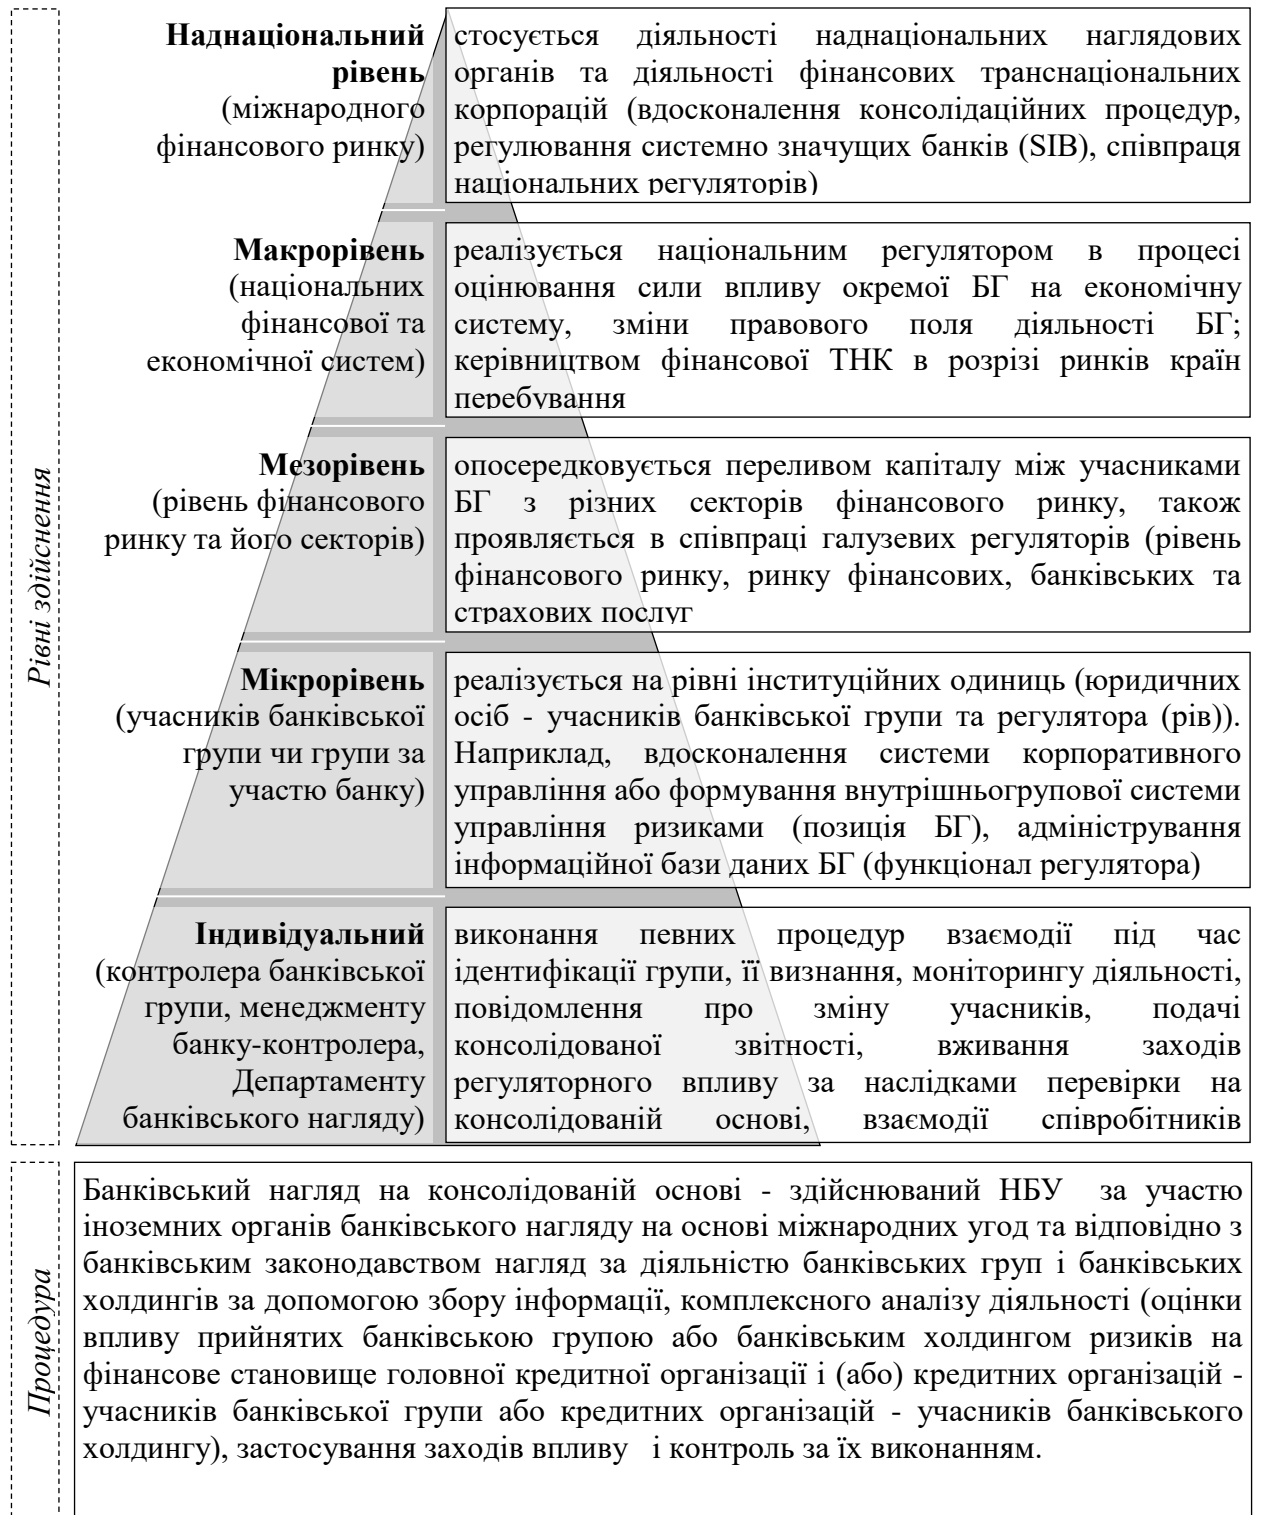 Рівні здійснення
Наднаціональний
рівень
(міжнародного
фінансового ринку)
стосується діяльності наднаціональних наглядових
органів та діяльності фінансових транснаціональних
корпорацій (вдосконалення консолідаційних процедур,
регулювання системно значущих банків (SIB), співпраця
національних регуляторів)
Макрорівень
(національних
фінансової та
економічної систем)
реалізується національним регулятором в процесі
оцінювання сили впливу окремої БГ на економічну
систему, зміни правового поля діяльності БГ;
керівництвом фінансової ТНК в розрізі ринків країн
перебування
Мезорівень
(рівень фінансового
ринку та його секторів)
опосередковується переливом капіталу між учасниками
БГ з різних секторів фінансового ринку, також
проявляється в співпраці галузевих регуляторів (рівень
фінансового ринку, ринку фінансових, банківських та
страхових послуг
Мікрорівень
(учасників банківської
групи чи групи за
участю банку)
реалізується на рівні інституційних одиниць (юридичних
осіб - учасників банківської групи та регулятора (рів)).
Наприклад, вдосконалення системи корпоративного
управління або формування внутрішньогрупової системи
управління ризиками (позиція БГ), адміністрування
інформаційної бази даних БГ (функціонал регулятора)
Індивідуальний
(контролера банківської
групи, менеджменту
банку-контролера,
Департаменту
банківського нагляду)
виконання певних процедур взаємодії під час
ідентифікації групи, її визнання, моніторингу діяльності,
повідомлення про зміну учасників, подачі
консолідованої звітності, вживання заходів
регуляторного впливу за наслідками перевірки на
консолідованій основі, взаємодії співробітників
Процедура
Банківський нагляд на консолідованій основі - здійснюваний НБУ за участю
іноземних органів банківського нагляду на основі міжнародних угод та відповідно з
банківським законодавством нагляд за діяльністю банківських груп і банківських
холдингів за допомогою збору інформації, комплексного аналізу діяльності (оцінки
впливу прийнятих банківською групою або банківським холдингом ризиків на
фінансове становище головної кредитної організації і (або) кредитних організацій -
учасників банківської групи або кредитних організацій - учасників банківського
холдингу), застосування заходів впливу і контроль за їх виконанням.